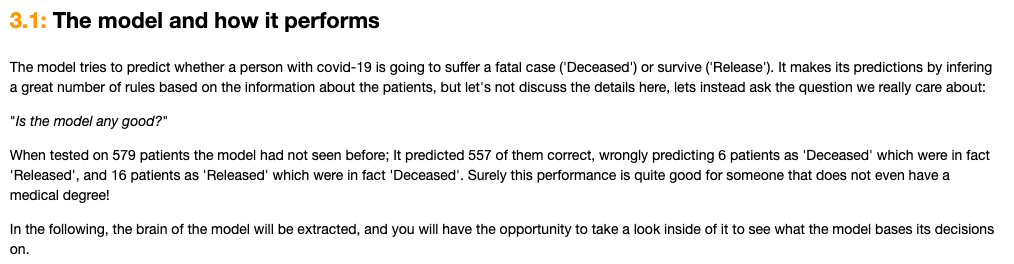 3.1: The model and how it performs
The model tries to predict whether a person with covid-19 is going to suffer a fatal case ('Deceased') or survive ('Release'). It makes its predictions by infering
a great number of rules based on the information about the patients, but let's not discuss the details here, lets instead ask the question we really care about:
"Is the model any good?"
When tested on 579 patients the model had not seen before; It predicted 557 of them correct, wrongly predicting 6 patients as 'Deceased' which were in fact
'Released', and 16 patients as 'Released' which were in fact 'Deceased'. Surely this performance is quite good for someone that does not even have a
medical degree!
In the following, the brain of the model will be extracted, and you will have the opportunity to take a look inside of it to see what the model bases its decisions
on.